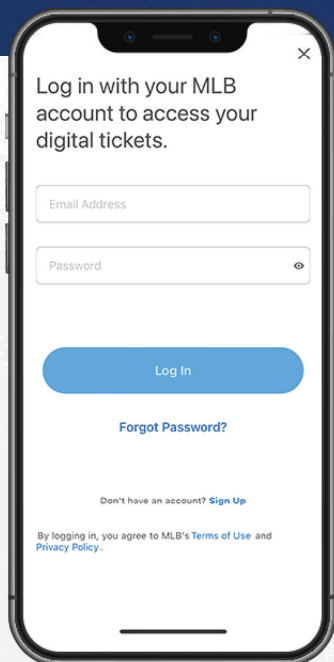 Log in with your MLB
account to access your
digital tickets.
Email Address
Password
Log In
Forgot Password?
Don't have an account? Sign Up
By logging in, you agree to MLB's Terms of Use and
Privacy Policy.